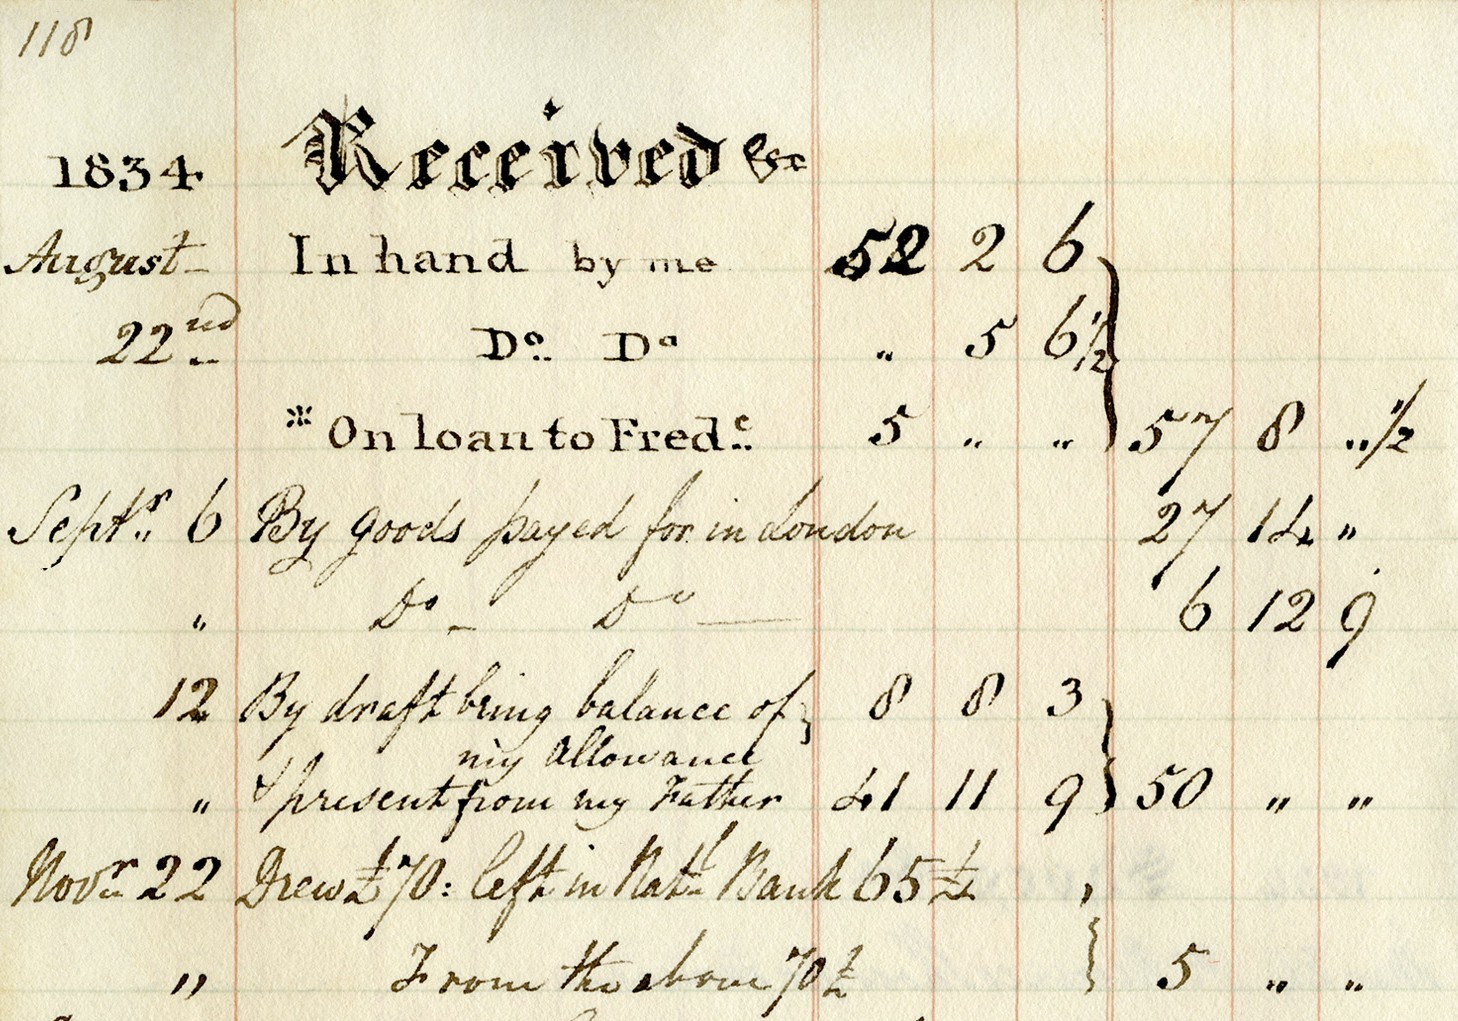 118
1834 Received &c
August In hand by me 52 2 6
22nd Do. Do „ 5 6½
* On loan to Fredc. 5 „ „ 57 8 „½
Septr. 6 By goods payed for in London 27 14 „
„ Do - Do — 6 12 9
12 By draft being balance of 8 8 3
my allowance
„ & present from my Father 41 11 9 50 „ „
Novr 22 Drew £70: left in Natl Bank 65£
„ From the above 70£ 5 „ „